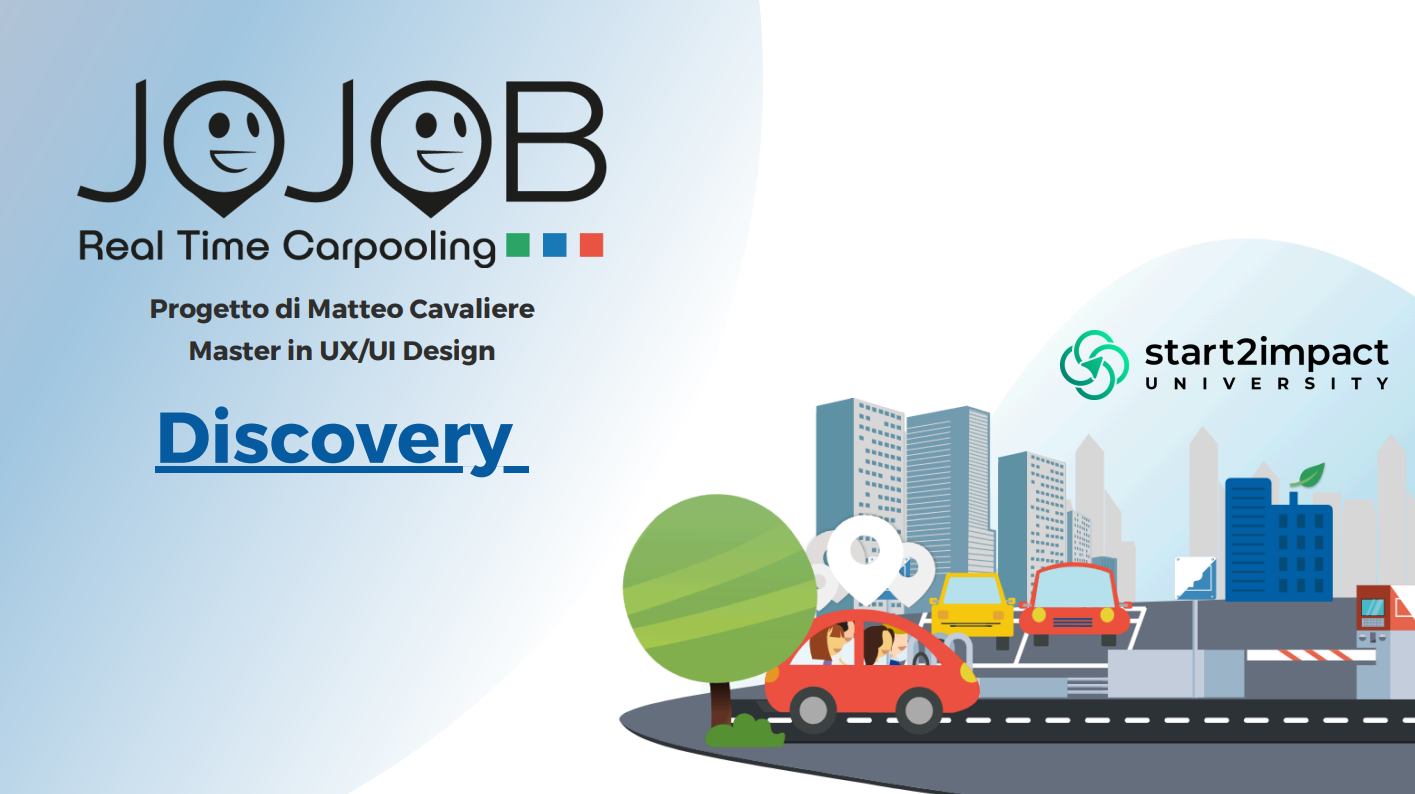 JOJOB
Real Time Carpooling
Progetto di Matteo Cavaliere
Master in UX/UI Design
Discovery
start2impact
UNIVERSITY